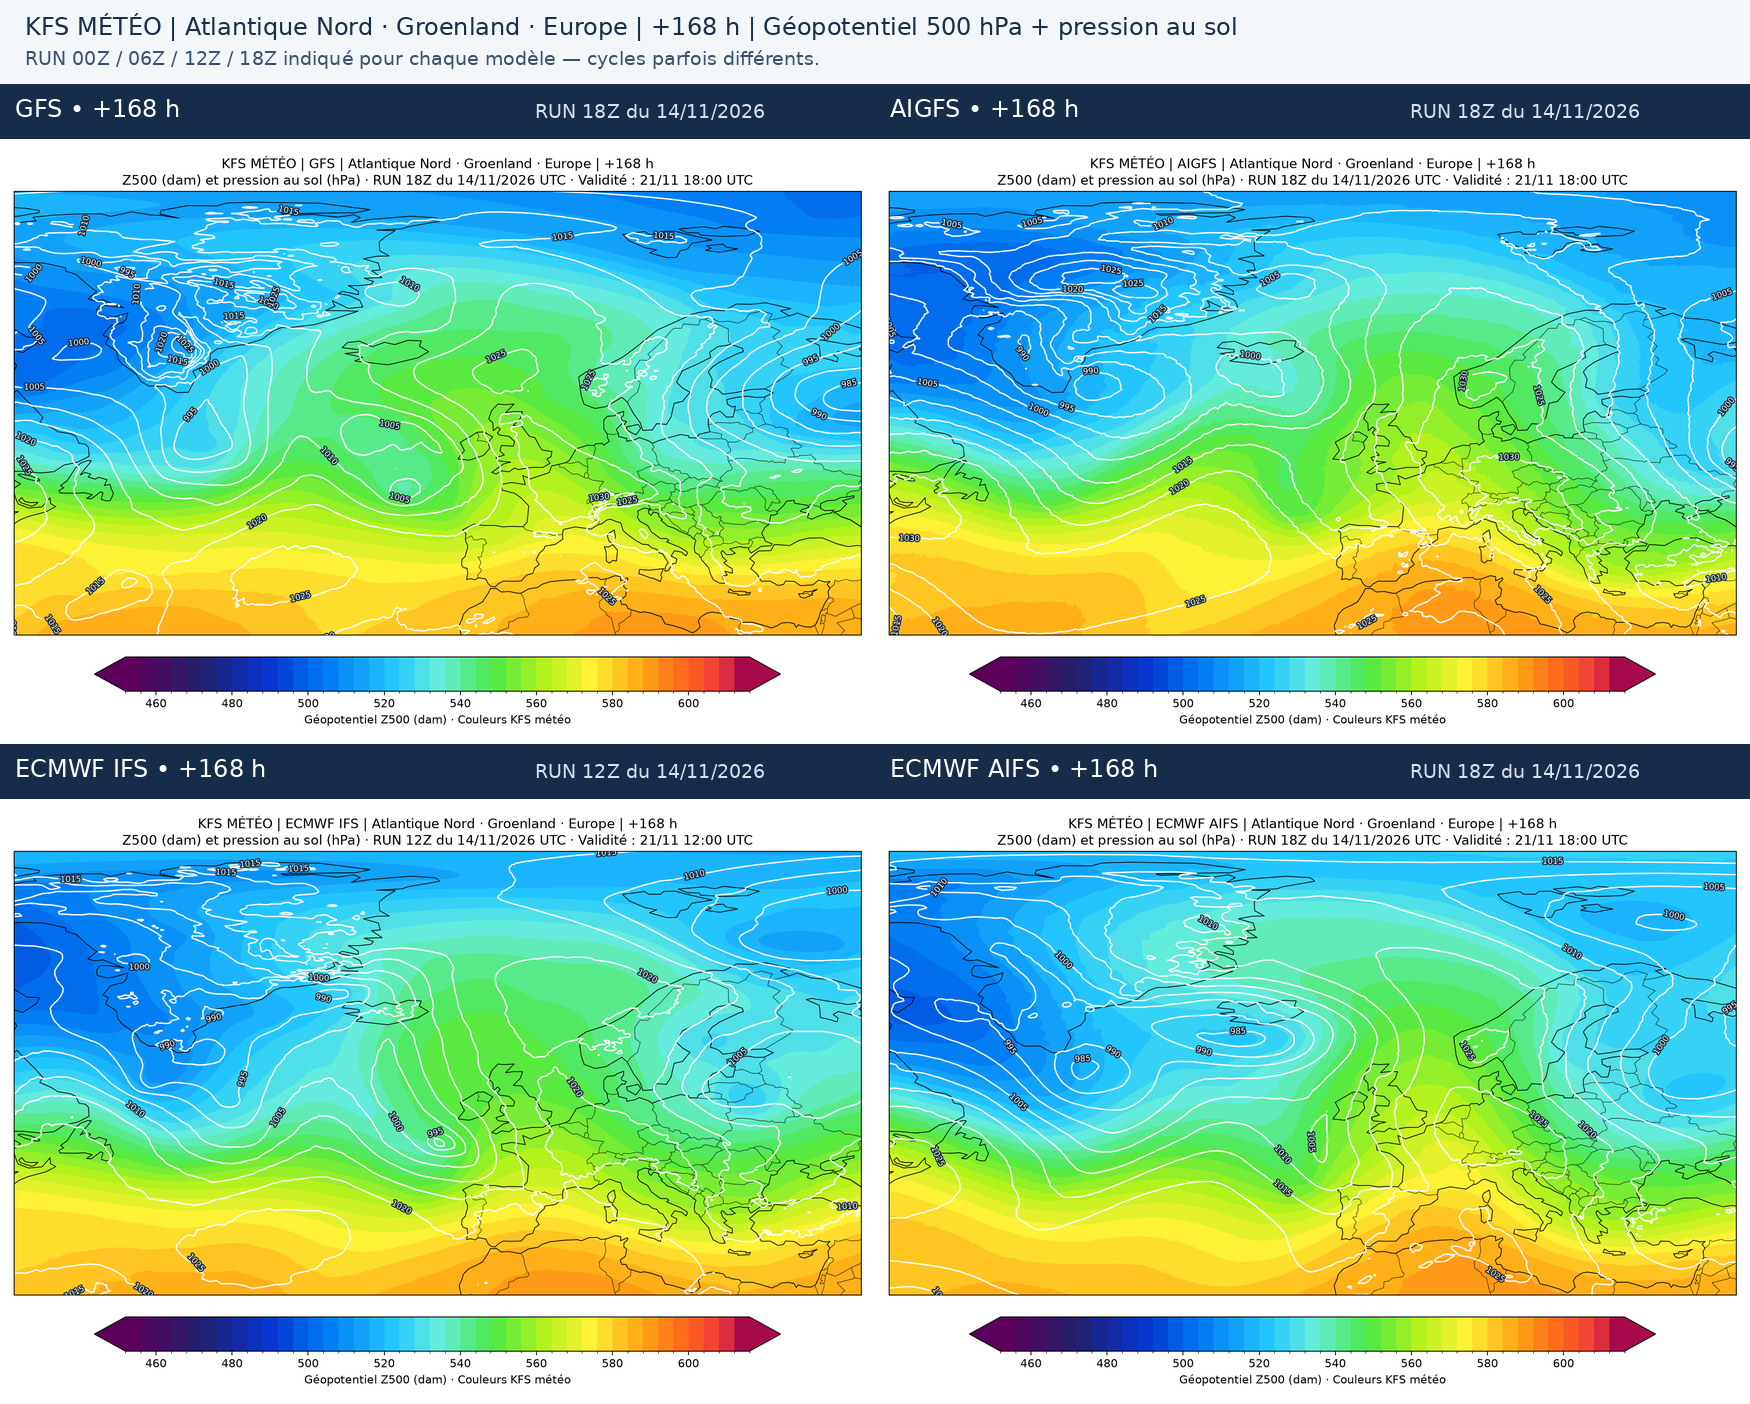 KFS MÉTÉO | Atlantique Nord · Groenland · Europe | +168 h | Géopotentiel 500 hPa + pression au sol
RUN 00Z / 06Z / 12Z / 18Z indiqué pour chaque modèle — cycles parfois différents.
GFS • +168 h
RUN 18Z du 14/11/2026
AIGFS • +168 h
RUN 18Z du 14/11/2026
KFS MÉTÉO | GFS | Atlantique Nord · Groenland · Europe | +168 h
Z500 (dam) et pression au sol (hPa) · RUN 18Z du 14/11/2026 UTC · Validité : 21/11 18:00 UTC
KFS MÉTÉO | AIGFS | Atlantique Nord · Groenland · Europe | +168 h
Z500 (dam) et pression au sol (hPa) · RUN 18Z du 14/11/2026 UTC · Validité : 21/11 18:00 UTC
460 480 500 520 540 560 580 600
Géopotentiel Z500 (dam) · Couleurs KFS météo
460 480 500 520 540 560 580 600
Géopotentiel Z500 (dam) · Couleurs KFS météo
ECMWF IFS • +168 h
RUN 12Z du 14/11/2026
ECMWF AIFS • +168 h
RUN 18Z du 14/11/2026
KFS MÉTÉO | ECMWF IFS | Atlantique Nord · Groenland · Europe | +168 h
Z500 (dam) et pression au sol (hPa) · RUN 12Z du 14/11/2026 UTC · Validité : 21/11 12:00 UTC
KFS MÉTÉO | ECMWF AIFS | Atlantique Nord · Groenland · Europe | +168 h
Z500 (dam) et pression au sol (hPa) · RUN 18Z du 14/11/2026 UTC · Validité : 21/11 18:00 UTC
460 480 500 520 540 560 580 600
Géopotentiel Z500 (dam) · Couleurs KFS météo
460 480 500 520 540 560 580 600
Géopotentiel Z500 (dam) · Couleurs KFS météo